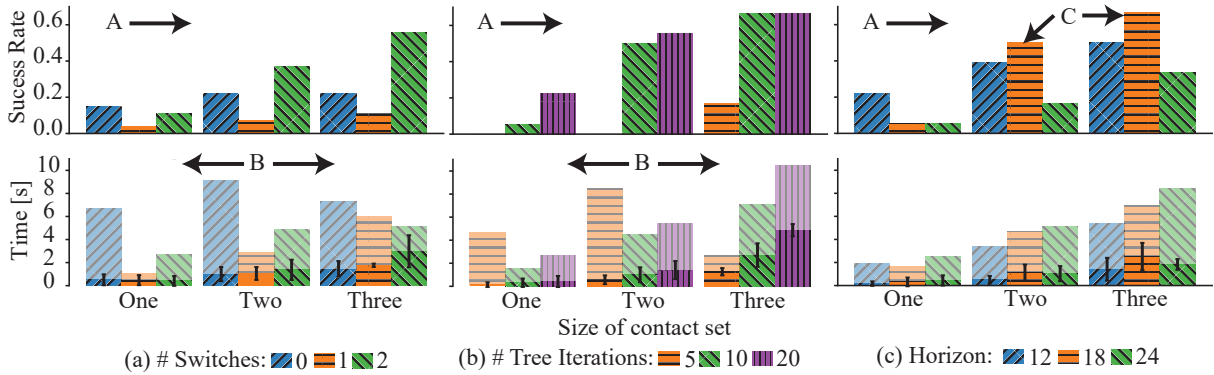 A
A
A
C
Success Rate
0.6
0.4
0.2
0.0
B
B
Time [s]
10
8
6
4
2
0
One Two Three
One Two Three
One Two Three
Size of contact set
(a) # Switches: 0 1 2
(b) # Tree Iterations: 5 10 20
(c) Horizon: 12 18 24